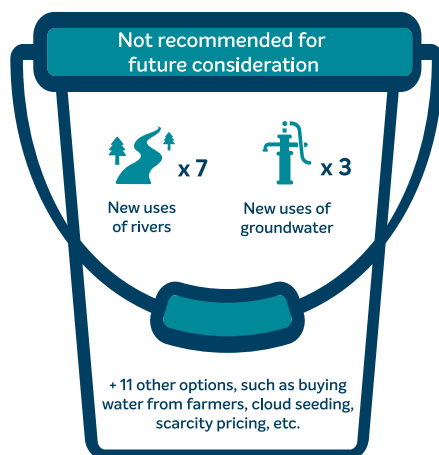 Not recommended for
future consideration
x 7
x 3
New uses
of rivers
New uses of
groundwater
+ 11 other options, such as buying
water from farmers, cloud seeding,
scarcity pricing, etc.